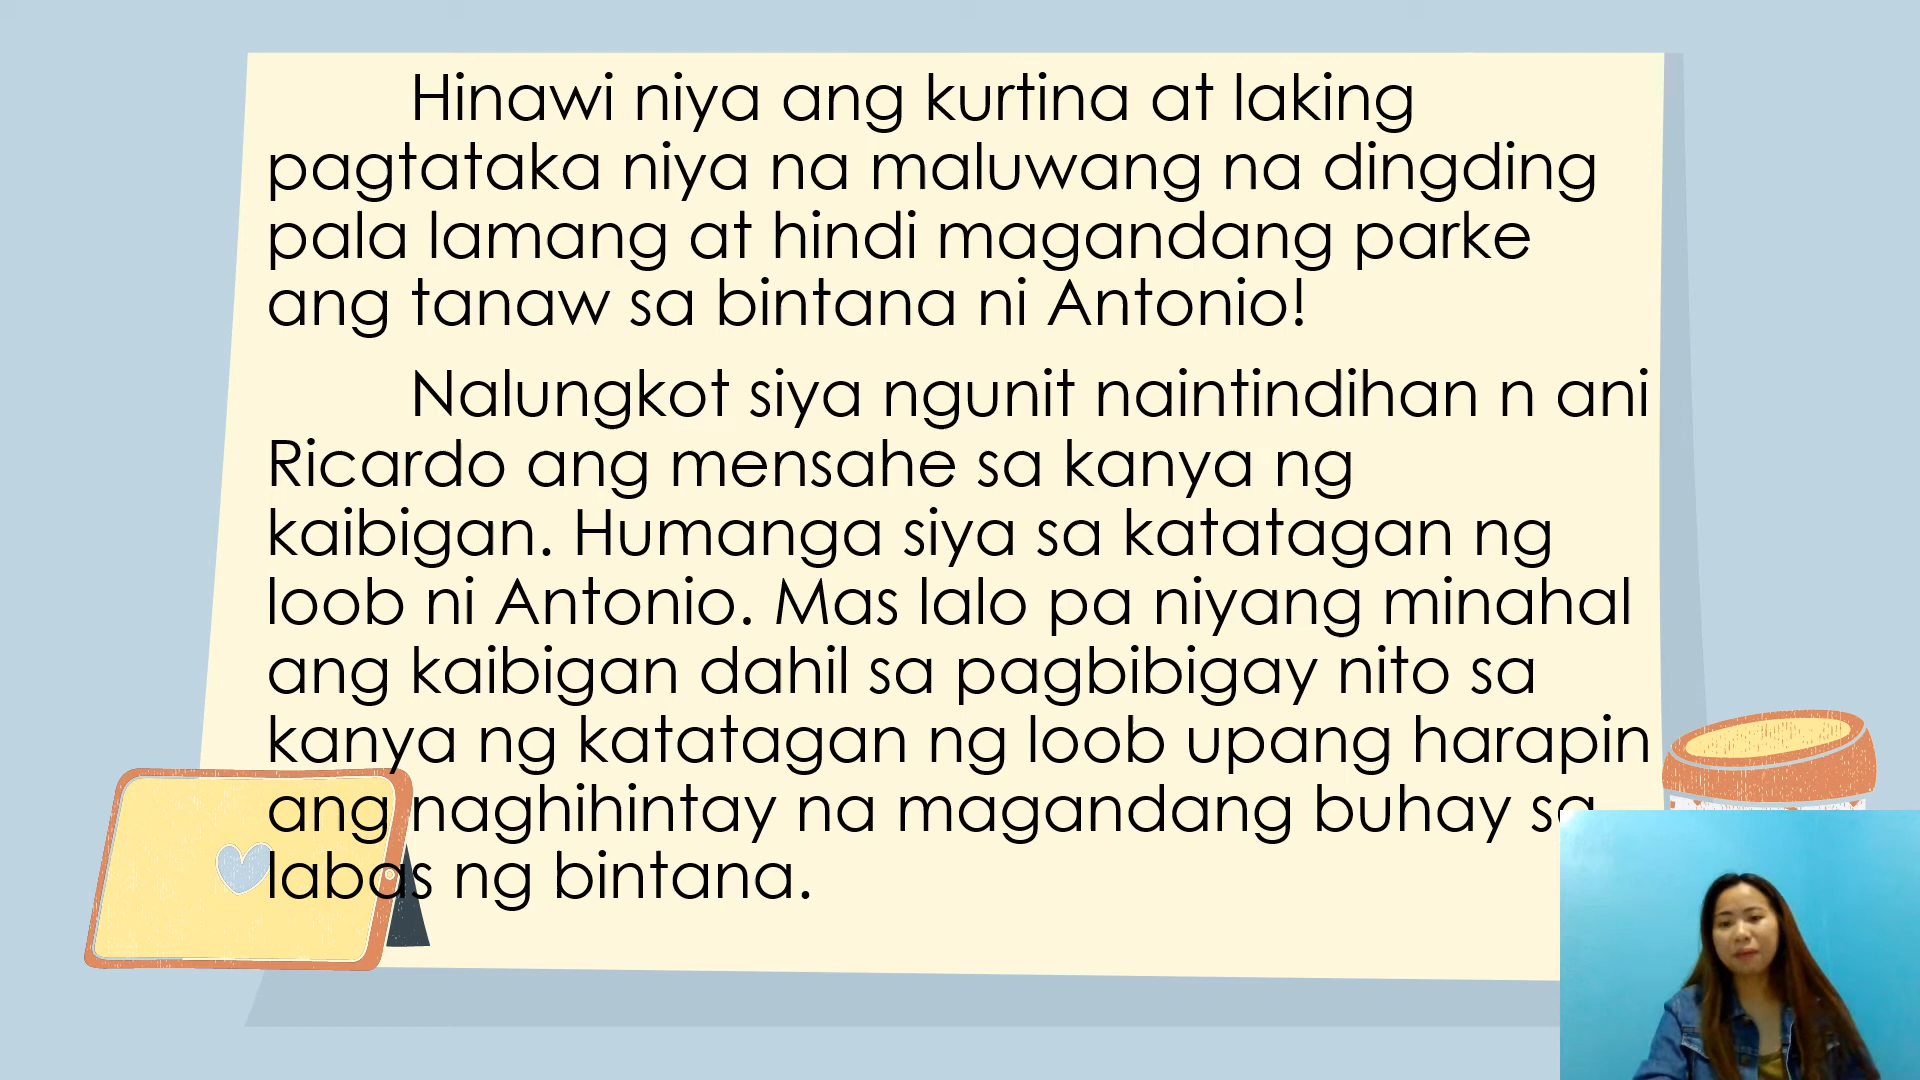 Hinawi niya ang kurtina at laking
pagtataka niya na maluwang na dingding
pala lamang at hindi magandang parke
ang tanaw sa bintana ni Antonio!
Nalungkot siya ngunit naintindihan n ani
Ricardo ang mensahe sa kanya ng
kaibigan. Humanga siya sa katatagan ng
loob ni Antonio. Mas lalo pa niyang minahal
ang kaibigan dahil sa pagbibigay nito sa
kanya ng katatagan ng loob upang harapin
ang naghihintay na magandang buhay sa
labas ng bintana.